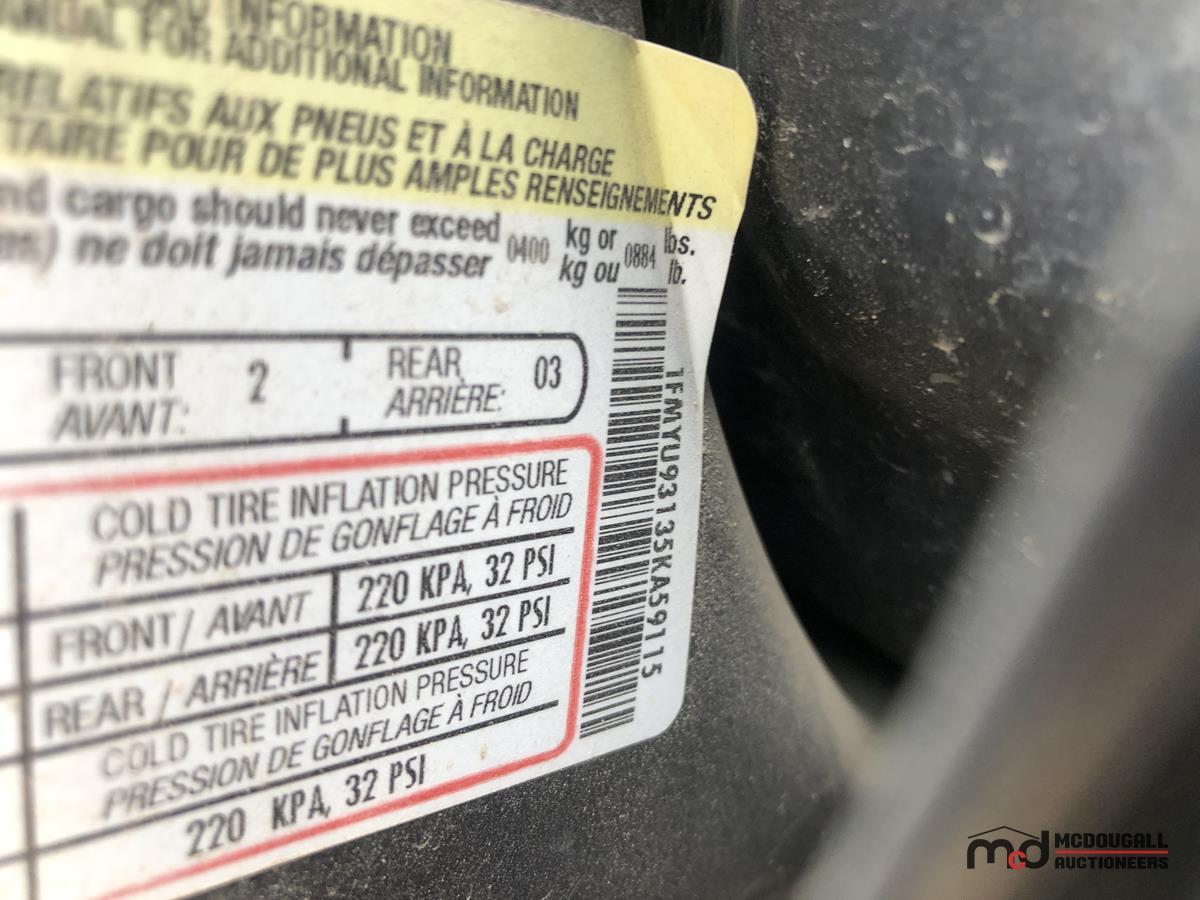 INFORMATION
MANUAL FOR ADDITIONAL INFORMATION
RELATIFS AUX PNEUS ET À LA CHARGE
TAIRE POUR DE PLUS AMPLES RENSEIGNEMENTS
nd cargo should never exceed 0400 kg or 0884 lbs.
ne doit jamais dépasser kg ou lb.
FRONT 2 REAR 03
AVANT: ARRIÈRE:
COLD TIRE INFLATION PRESSURE
PRESSION DE GONFLAGE À FROID
FRONT / AVANT 220 KPA, 32 PSI
REAR / ARRIÈRE 220 KPA, 32 PSI
COLD TIRE INFLATION PRESSURE
PRESSION DE GONFLAGE À FROID
220 KPA, 32 PSI
1FMYU93135KA59115
mcd MCDOUGALL
AUCTIONEERS